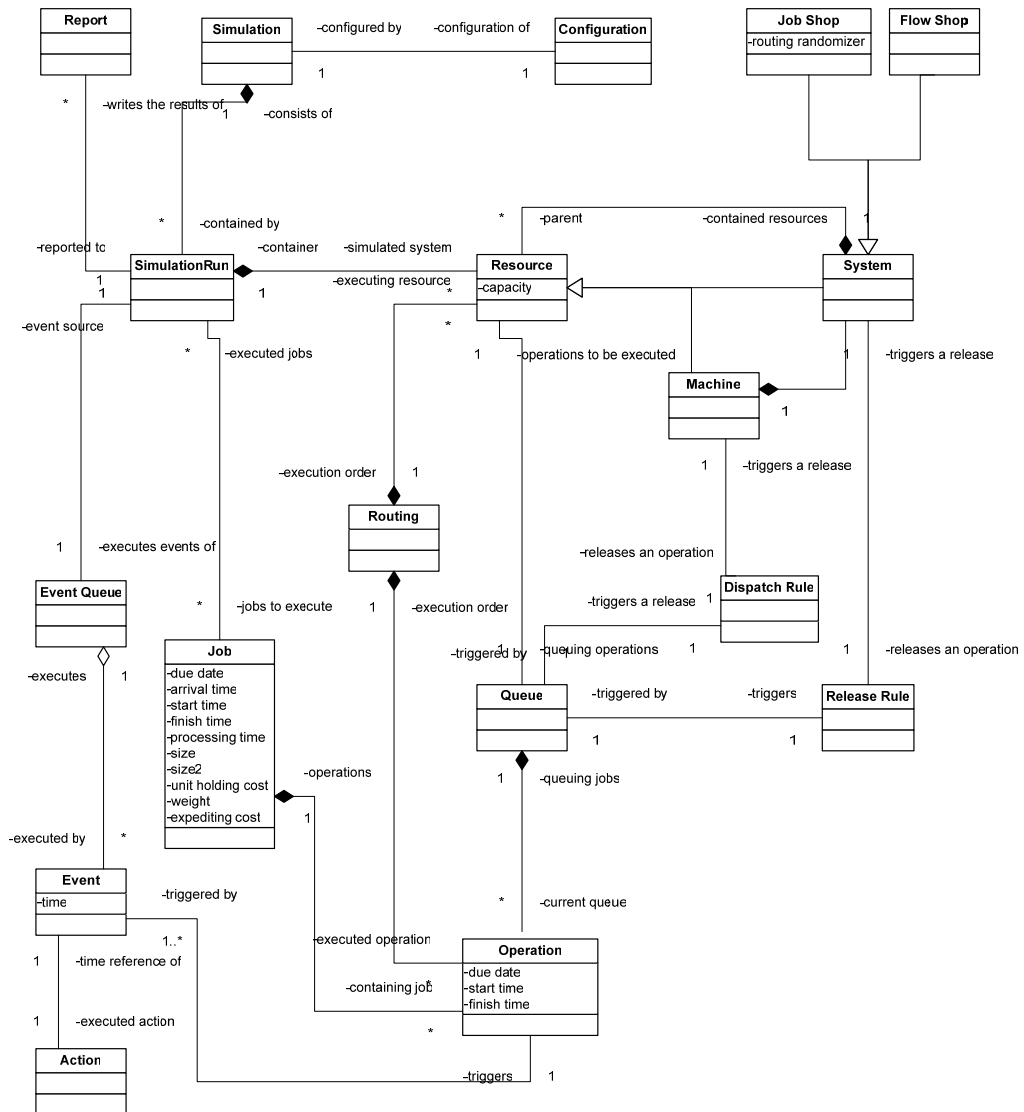 Report
Simulation
-configured by
-configuration of
Configuration
Job Shop
-routing randomizer
Flow Shop
1
1
*
-writes the results of
1
-consists of
*
-contained by
*
-parent
-contained resources
1
-reported to
-container
-simulated system
SimulationRun
Resource
System
-executing resource
-capacity
1
1
1
*
-event source
*
*
-executed jobs
1
-operations to be executed
1
-triggers a release
Machine
1
-execution order
1
1
-triggers a release
Routing
1
-executes events of
-releases an operation
Event Queue
Dispatch Rule
*
-jobs to execute
1
-execution order
-triggers a release
1
Job
-triggered by
1
-queuing operations
1
1
1
-releases an operation
-executes
1
-due date
-arrival time
-start time
-finish time
-processing time
-size
-size2
-unit holding cost
-weight
-expediting cost
Queue
-triggered by
-triggers
Release Rule
1
1
-operations
1
-queuing jobs
1
-executed by
*
Event
-time
-triggered by
*
-current queue
1..*
-executed operation
Operation
1
-time reference of
-due date
-start time
-finish time
-containing job
*
*
1
-executed action
Action
-triggers
1